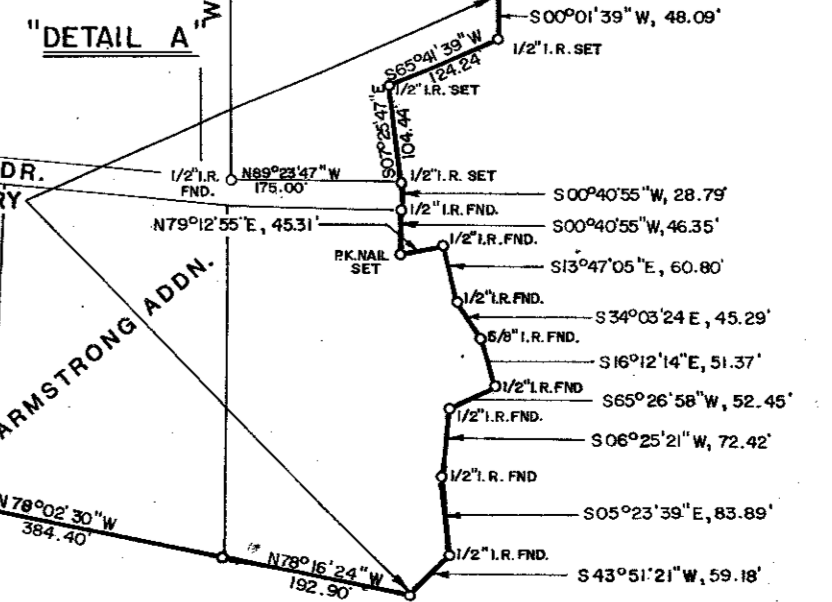 S00°01'39"W, 48.09'
"DETAIL A"
W
S65°41'39"W
124.24'
1/2" I.R. SET
1/2" I.R. SET
S07°25'47"E
104.44'
DR.
1/2" I.R.
FND.
N89°23'47"W
175.00'
1/2" I.R. SET
S00°40'55"W, 28.79'
RY
1/2" I.R. FND.
N79°12'55"E, 45.31'
S00°40'55"W, 46.35'
1/2" I.R. FND.
P.K. NAIL
SET
S13°47'05"E, 60.80'
ARMSTRONG ADDN.
1/2" I.R. FND.
S34°03'24 E, 45.29'
5/8" I.R. FND.
S16°12'14"E, 51.37'
1/2" I.R. FND
S65°26'58"W, 52.45'
1/2" I.R. FND.
S06°25'21"W, 72.42'
1/2" I.R. FND
N78°02'30"W
384.40'
S05°23'39"E, 83.89'
1/2" I.R. FND.
N78°16'24"W
192.90'
S43°51'21"W, 59.18'